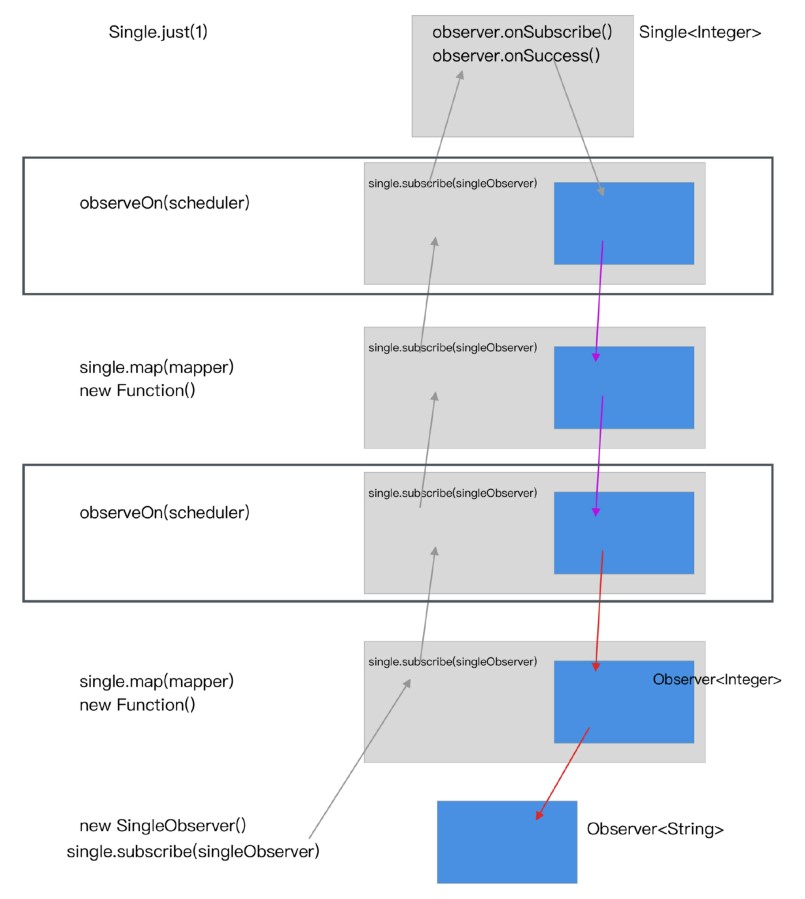 Single.just(1)
observer.onSubscribe()
observer.onSuccess()
Single<Integer>
observeOn(scheduler)
single.subscribe(singleObserver)
single.map(mapper)
new Function()
single.subscribe(singleObserver)
observeOn(scheduler)
single.subscribe(singleObserver)
single.map(mapper)
new Function()
single.subscribe(singleObserver)
Observer<Integer>
new SingleObserver()
single.subscribe(singleObserver)
Observer<String>